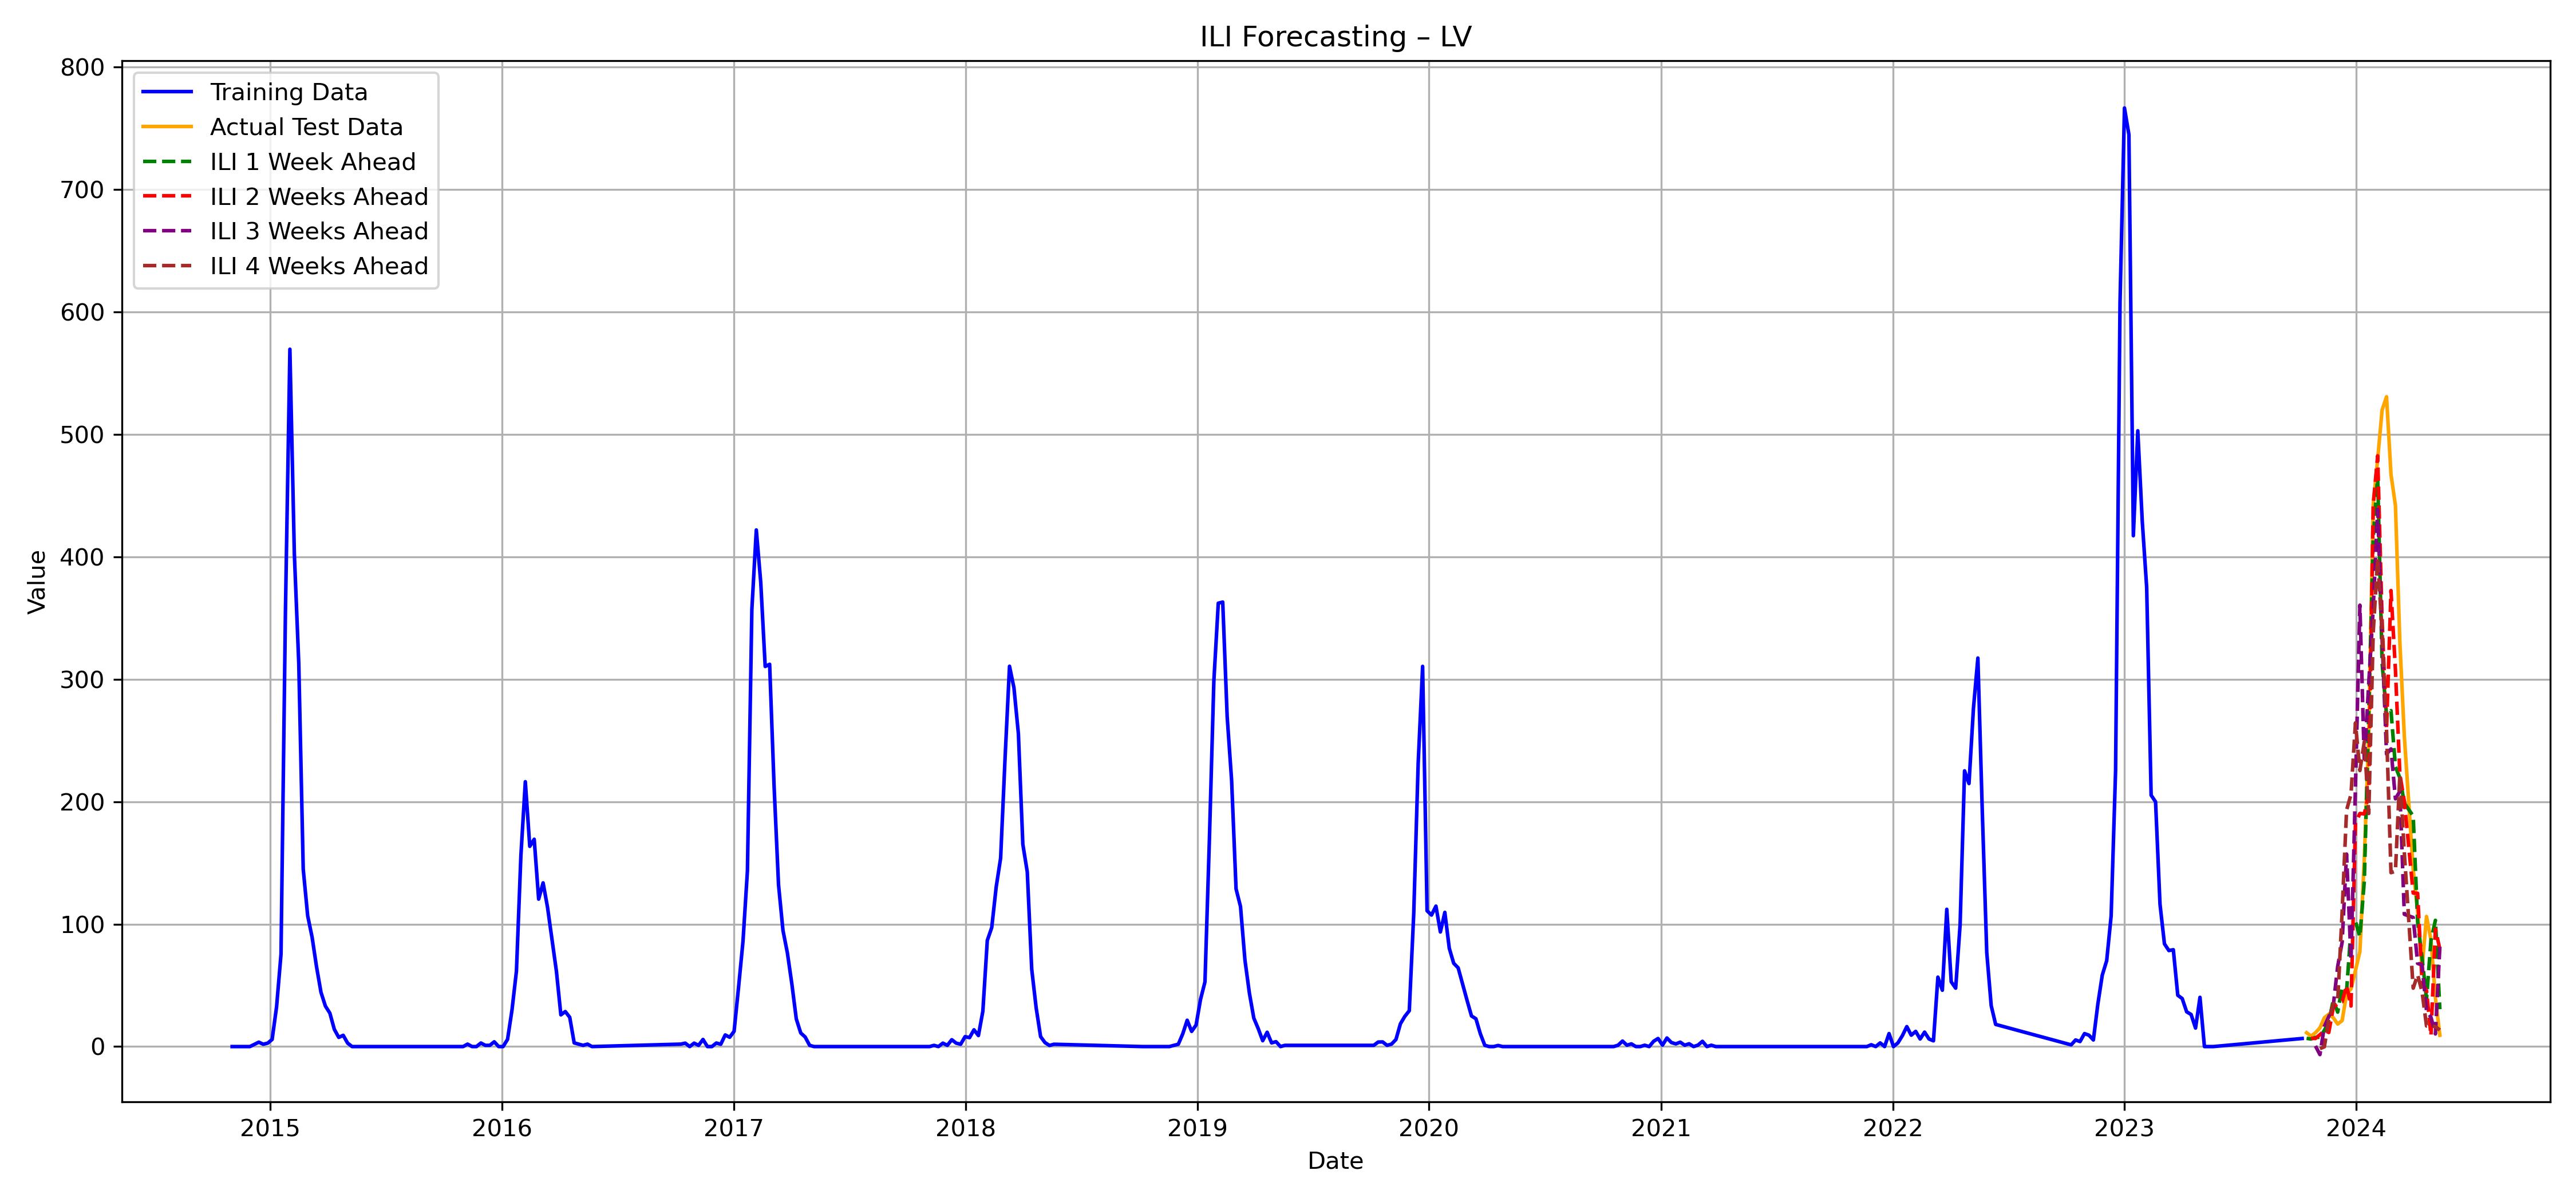 ILI Forecasting – LV
Training Data
Actual Test Data
ILI 1 Week Ahead
ILI 2 Weeks Ahead
ILI 3 Weeks Ahead
ILI 4 Weeks Ahead
800
700
600
500
400
300
200
100
0
Value
2015 2016 2017 2018 2019 2020 2021 2022 2023 2024
Date